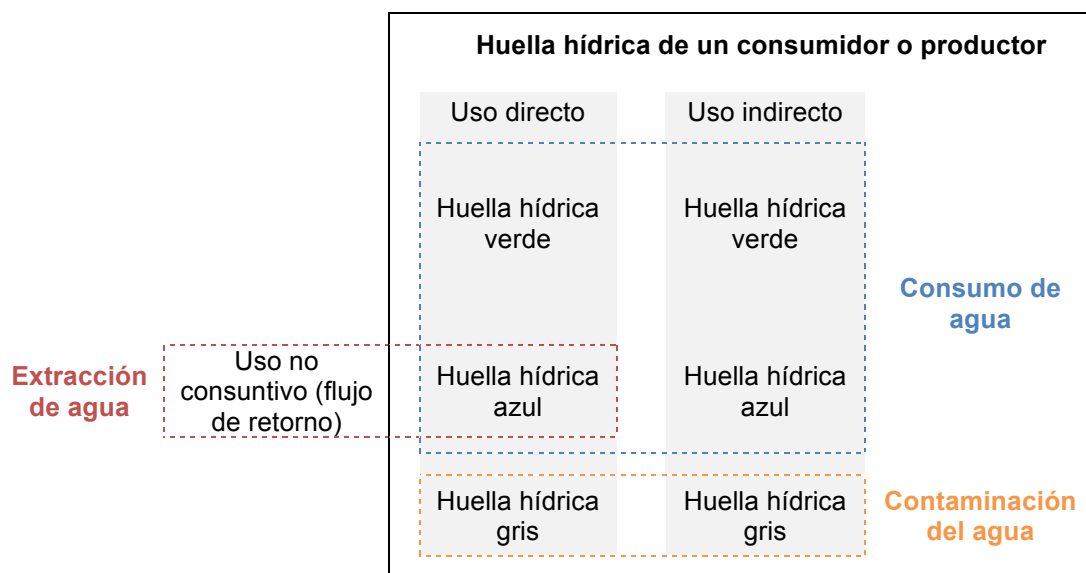 Huella hídrica de un consumidor o productor
Uso directo
Uso indirecto
Huella hídrica
verde
Huella hídrica
verde
Consumo de
agua
Extracción
de agua
Uso no
consuntivo (flujo
de retorno)
Huella hídrica
azul
Huella hídrica
azul
Huella hídrica
gris
Huella hídrica
gris
Contaminación
del agua